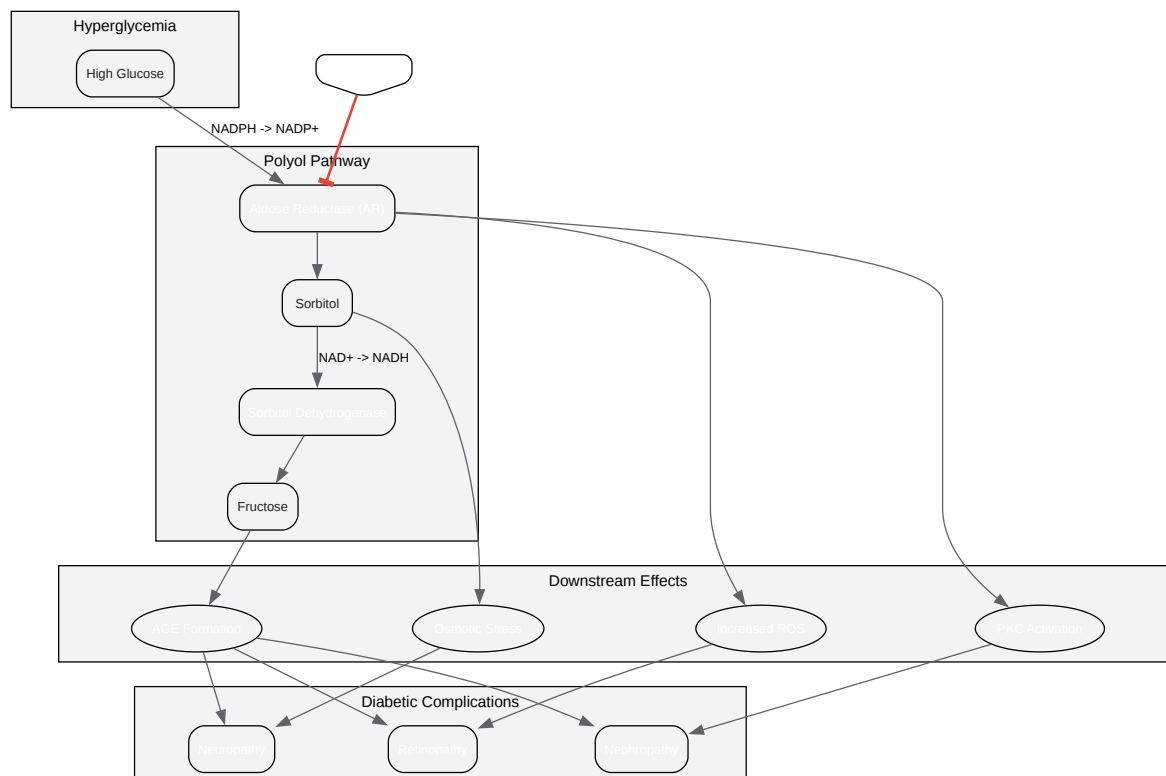 Hyperglycemia
High Glucose
NADPH -> NADP+
Polyol Pathway
Aldose Reductase (AR)
Sorbitol
NAD+ -> NADH
Sorbitol Dehydrogenase
Fructose
Downstream Effects
AGE Formation
Osmotic Stress
Increased ROS
PKC Activation
Diabetic Complications
Neuropathy
Retinopathy
Nephropathy